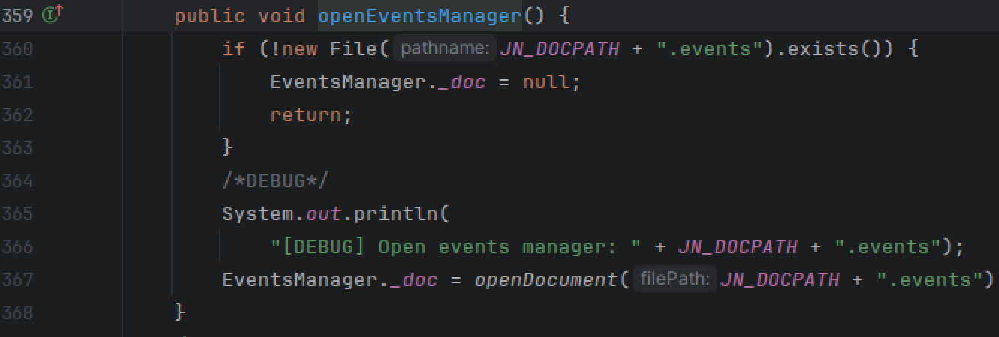 359 public void openEventsManager() {
360 if (!new File( pathname: JN_DOCPATH + ".events").exists()) {
361 EventsManager._doc = null;
362 return;
363 }
364 /*DEBUG*/
365 System.out.println(
366 "[DEBUG] Open events manager: " + JN_DOCPATH + ".events");
367 EventsManager._doc = openDocument( filePath: JN_DOCPATH + ".events")
368 }